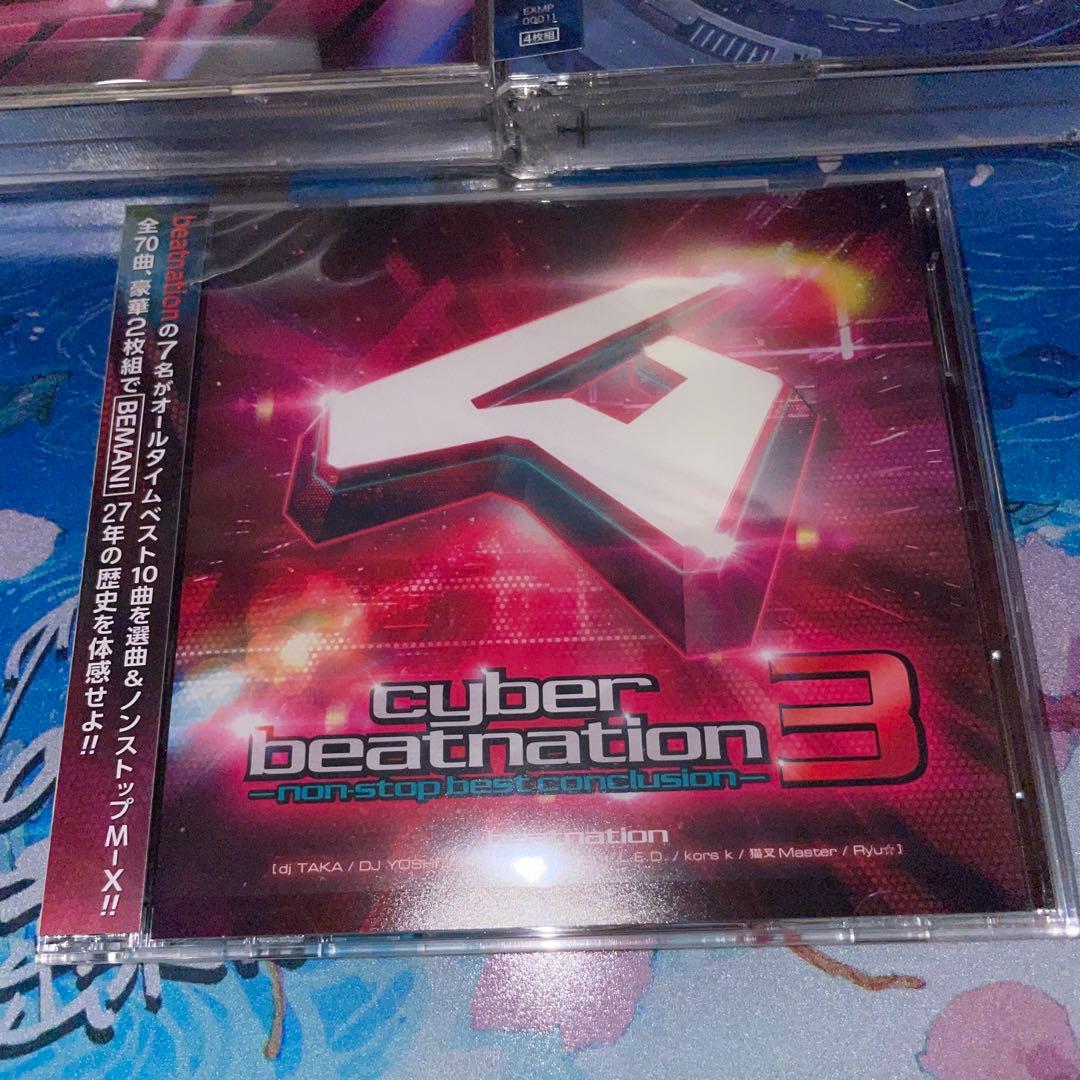 EXMP
00011
4枚組
beatnationの7名がオールタイムベスト10曲を選曲&ノンストップMIX!!
全70曲、豪華2枚組でBEMANI 27年の歴史を体感せよ!!
cyber
beatnation 3
-non-stop best conclusion-
beatnation
[dj TAKA / DJ YOSHI L.E.D. / kors k / 猫叉Master / Ryu☆]